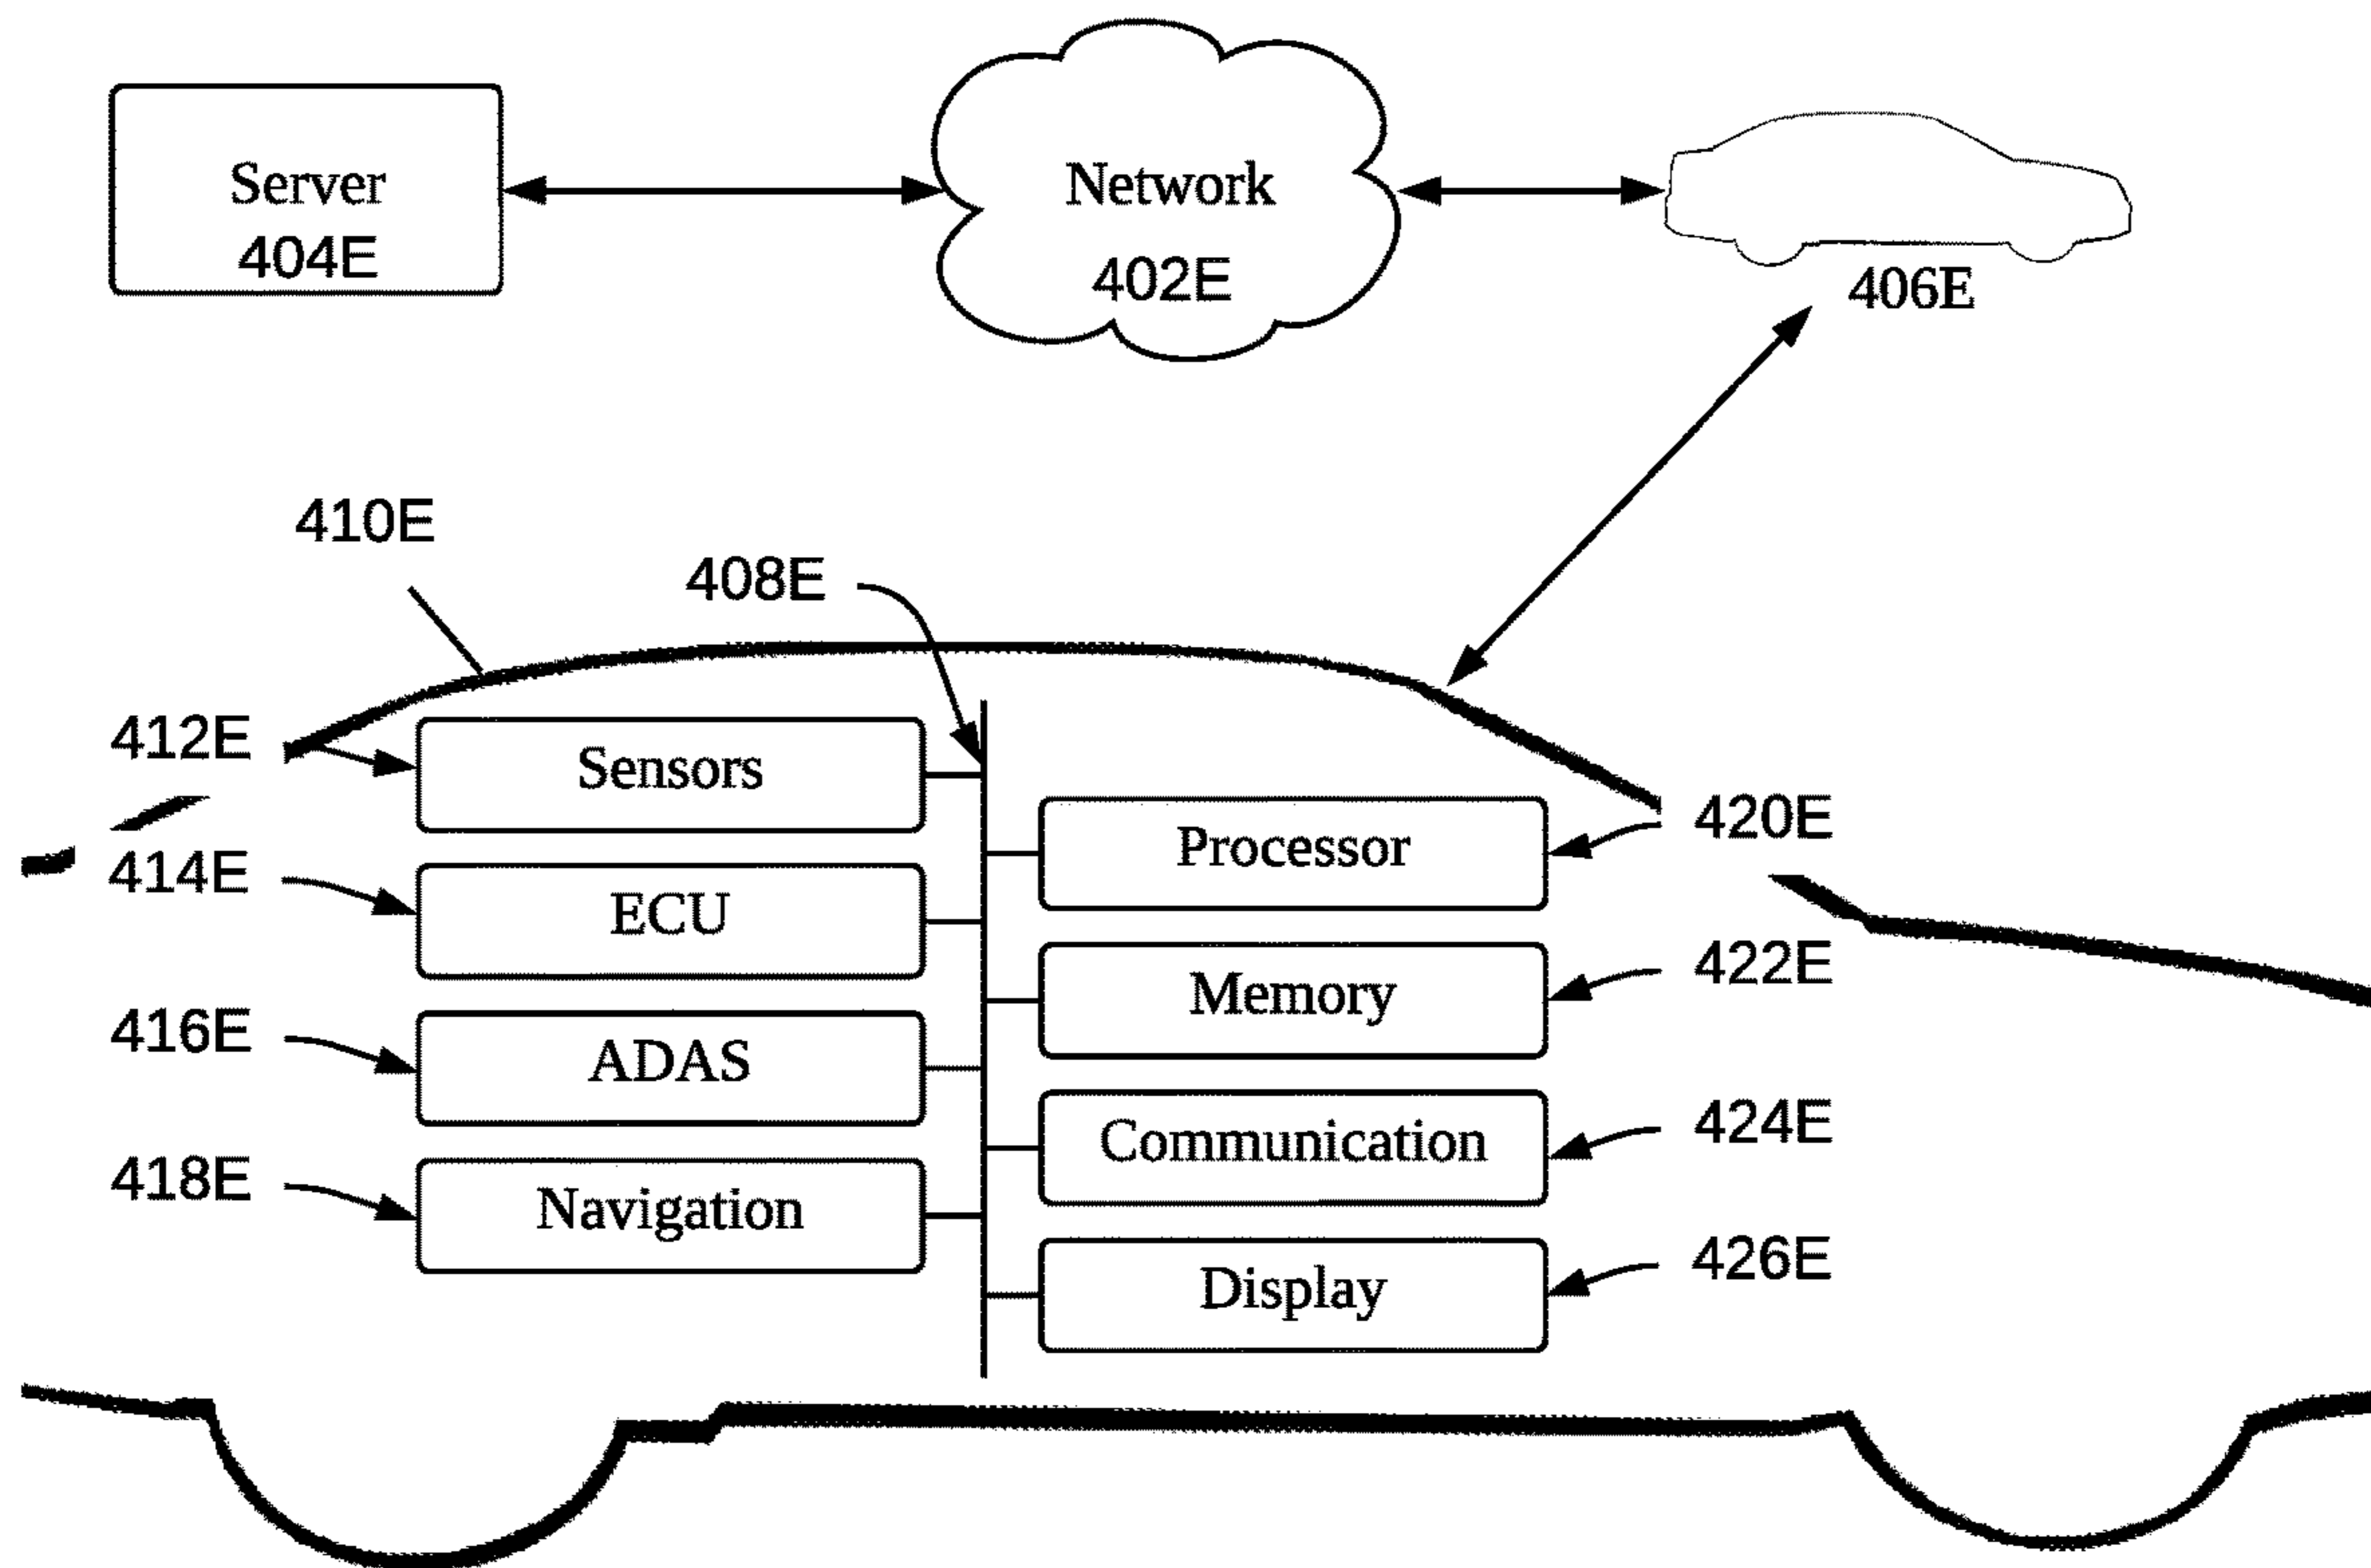 Server
404E
Network
402E
406E
410E
408E
412E
Sensors
414E
ECU
416E
ADAS
418E
Navigation
Processor
420E
Memory
422E
Communication
424E
Display
426E